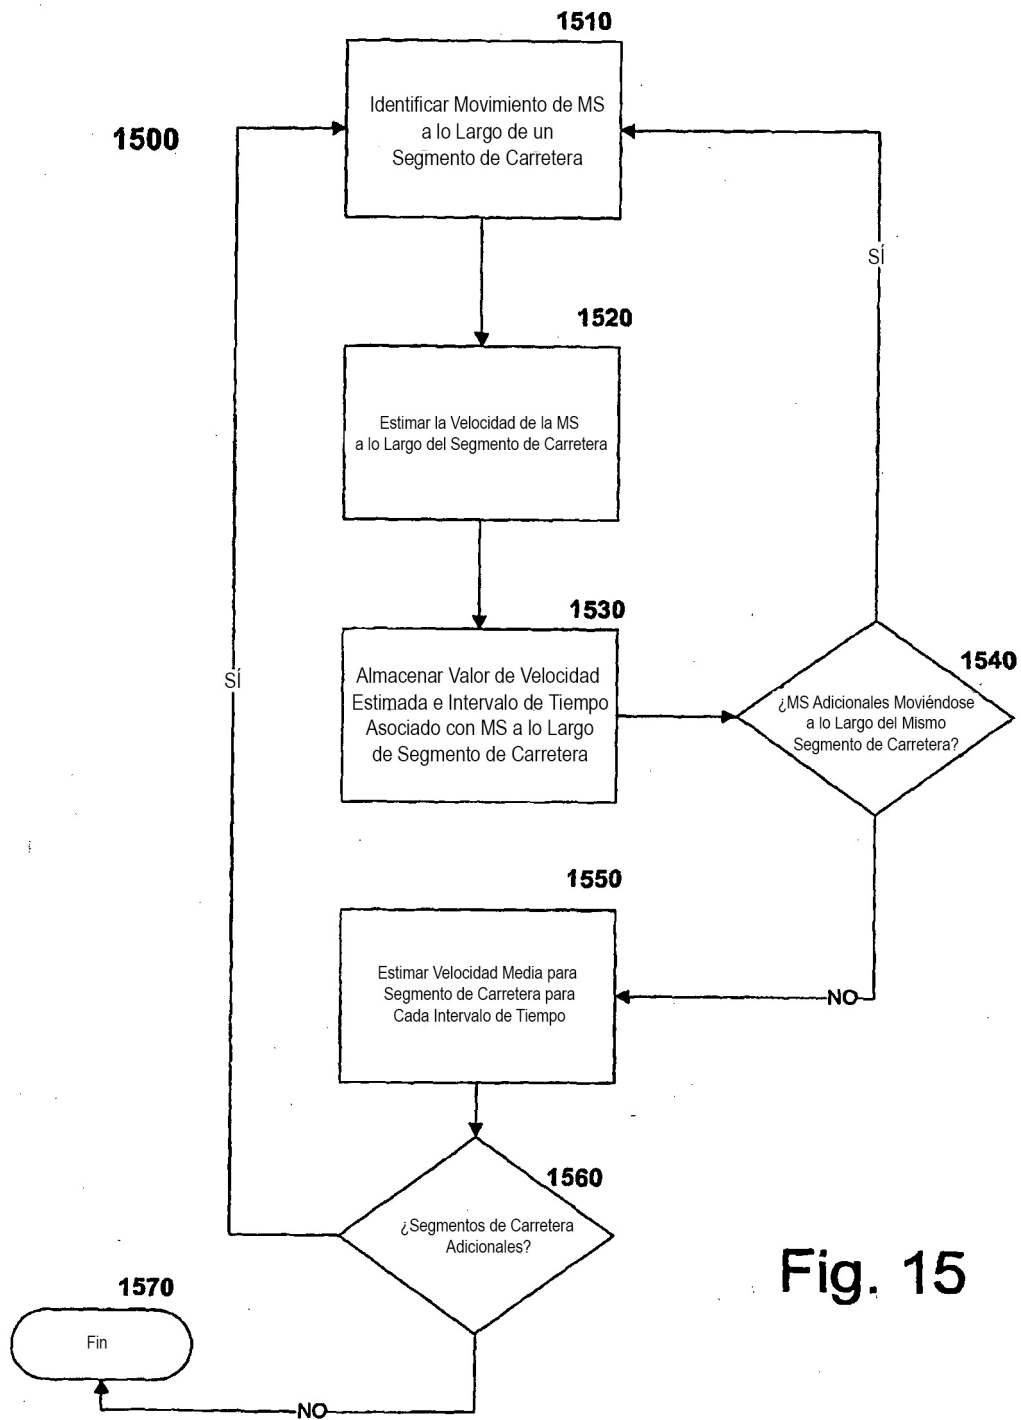 1510
Identificar Movimiento de MS
a lo Largo de un
Segmento de Carretera
1500
SÍ
1520
Estimar la Velocidad de la MS
a lo Largo del Segmento de Carretera
1530
Almacenar Valor de Velocidad
Estimada e Intervalo de Tiempo
Asociado con MS a lo Largo
de Segmento de Carretera
1540
¿MS Adicionales Moviéndose
a lo Largo del Mismo
Segmento de Carretera?
SÍ
1550
Estimar Velocidad Media para
Segmento de Carretera para
Cada Intervalo de Tiempo
NO
1560
¿Segmentos de Carretera
Adicionales?
Fig. 15
1570
Fin
NO